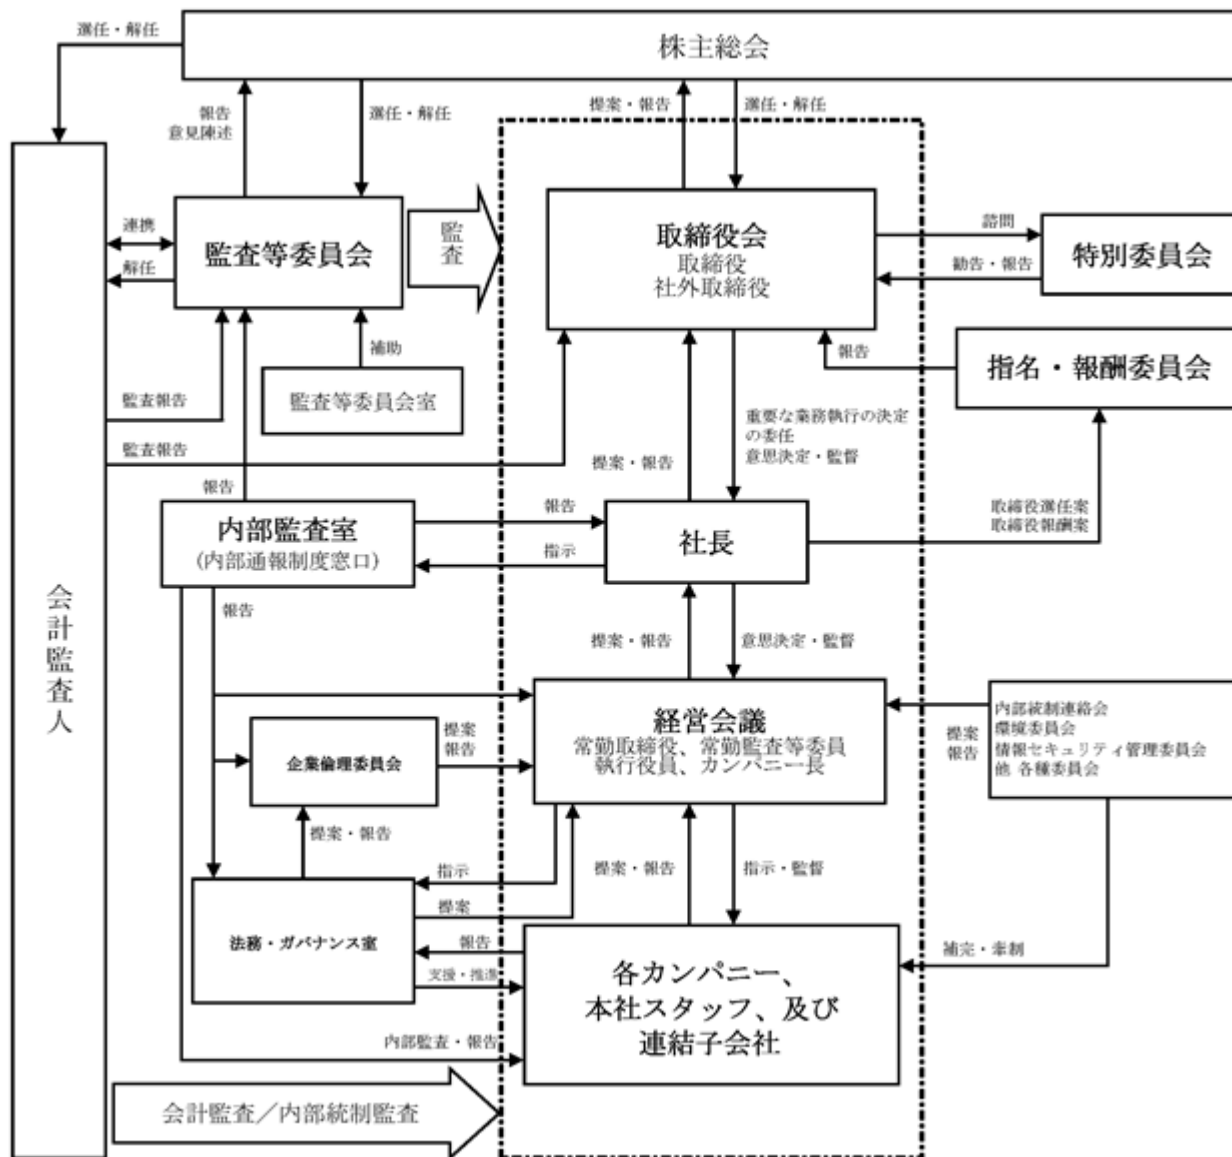 株主総会
選任・解任
報告
意見陳述
選任・解任
提案・報告
選任・解任
会計監査人
連携
解任
監査等委員会
監査
取締役会
取締役
社外取締役
諮問
勧告・報告
特別委員会
補助
監査等委員会室
報告
指名・報酬委員会
監査報告
監査報告
重要な業務執行の決定
の委任
意思決定・監督
提案・報告
報告
内部監査室
(内部通報制度窓口)
報告
指示
社長
取締役選任案
取締役報酬案
報告
提案・報告
意思決定・監督
経営会議
常勤取締役、常勤監査等委員
執行役員、カンパニー長
提案
報告
企業倫理委員会
提案
報告
内部統制連絡会
環境委員会
情報セキュリティ管理委員会
他 各種委員会
提案・報告
指示
提案
提案・報告
指示・監督
法務・ガバナンス室
報告
支援・推進
各カンパニー、
本社スタッフ、及び
連結子会社
補完・牽制
内部監査・報告
会計監査／内部統制監査